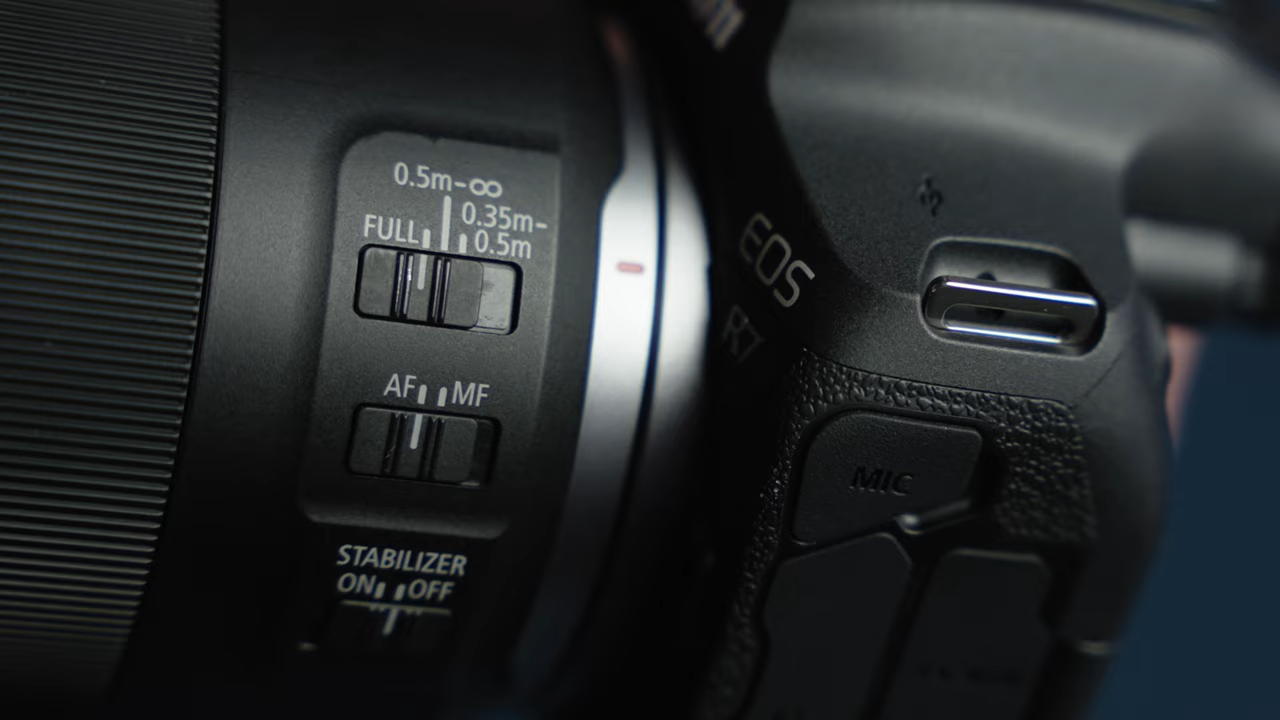 0.5m-∞
0.35m-
FULL
0.5m
AF MF
STABILIZER
ON OFF
EOS
R7
MIC